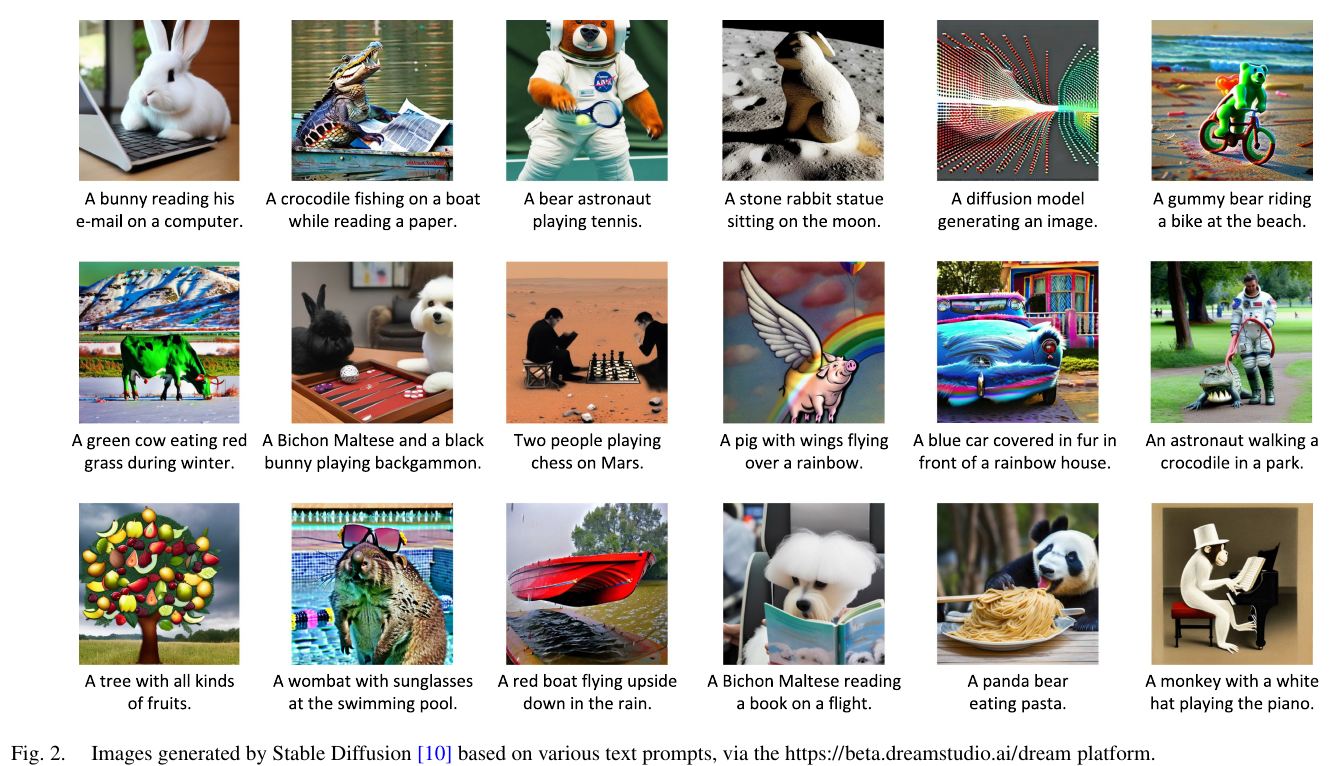 A bunny reading his
e-mail on a computer.
A crocodile fishing on a boat
while reading a paper.
A bear astronaut
playing tennis.
A stone rabbit statue
sitting on the moon.
A diffusion model
generating an image.
A gummy bear riding
a bike at the beach.
A green cow eating red
grass during winter.
A Bichon Maltese and a black
bunny playing backgammon.
Two people playing
chess on Mars.
A pig with wings flying
over a rainbow.
A blue car covered in fur in
front of a rainbow house.
An astronaut walking a
crocodile in a park.
A tree with all kinds
of fruits.
A wombat with sunglasses
at the swimming pool.
A red boat flying upside
down in the rain.
A Bichon Maltese reading
a book on a flight.
A panda bear
eating pasta.
A monkey with a white
hat playing the piano.
Fig. 2. Images generated by Stable Diffusion [10] based on various text prompts, via the https://beta.dreamstudio.ai/dream platform.